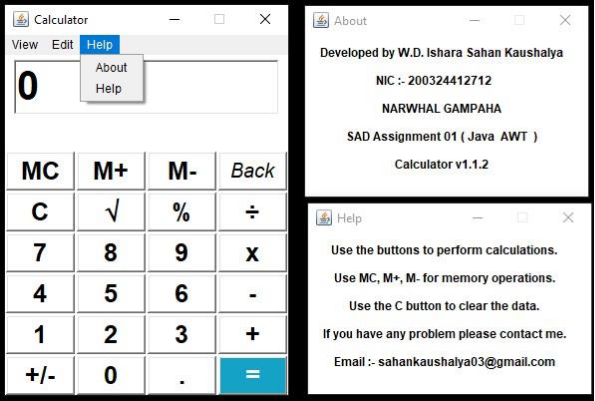 Calculator
View Edit Help
About
Help
0
MC M+ M- Back
C √ % ÷
7 8 9 x
4 5 6 -
1 2 3 +
+/- 0 . =
About
Developed by W.D. Ishara Sahan Kaushalya
NIC :- 200324412712
NARWHAL GAMPAHA
SAD Assignment 01 ( Java AWT )
Calculator v1.1.2
Help
Use the buttons to perform calculations.
Use MC, M+, M- for memory operations.
Use the C button to clear the data.
If you have any problem please contact me.
Email :- sahankaushalya03@gmail.com